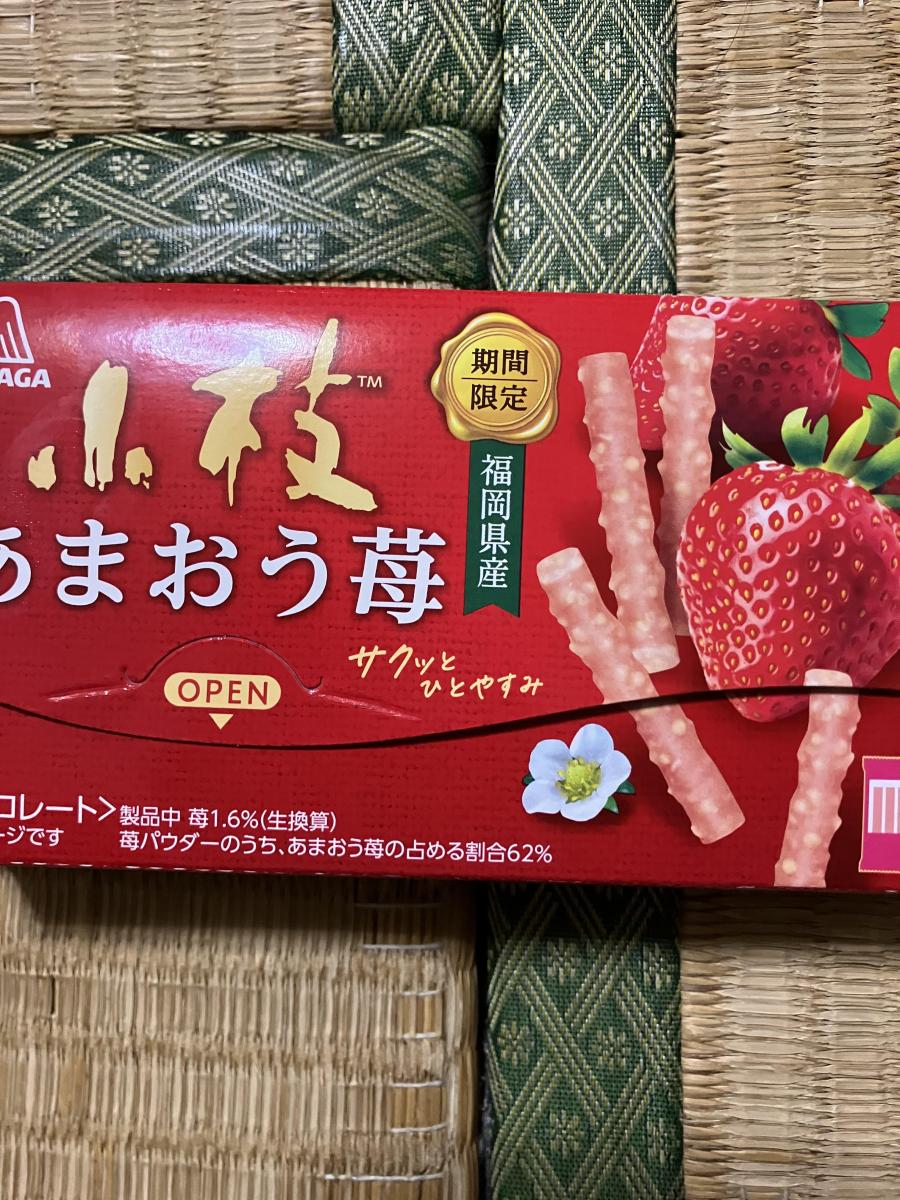 AGA
小枝™
期間
限定
福岡県産
あまおう苺
サクッと
ひとやすみ
OPEN
コレート>製品中 苺1.6%(生換算)
ージです 苺パウダーのうち、あまおう苺の占める割合62%